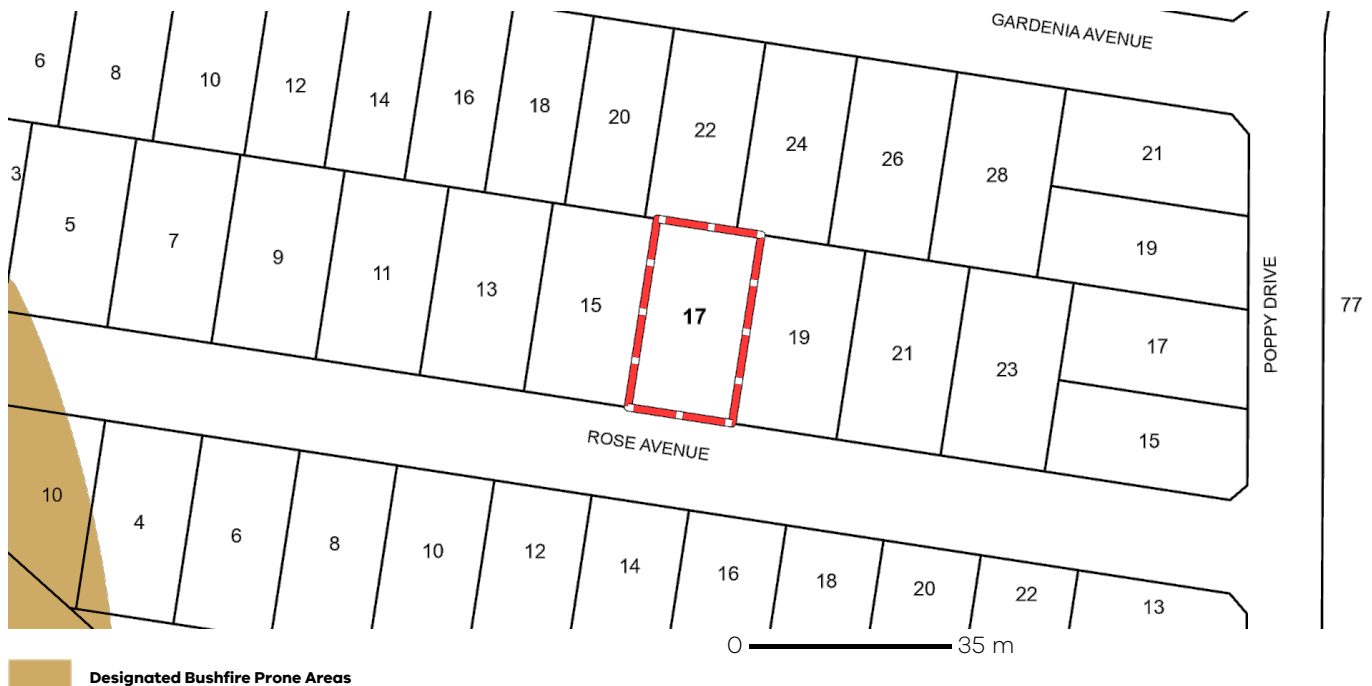 GARDENIA AVENUE
6 8 10 12 14 16 18 20 22 24 26 28 21
19
3 5 7 9 11 13 15 17 19 21 23 17
15
POPPY DRIVE
77
ROSE AVENUE
10 4 6 8 10 12 14 16 18 20 22 13
0 35 m
Designated Bushfire Prone Areas